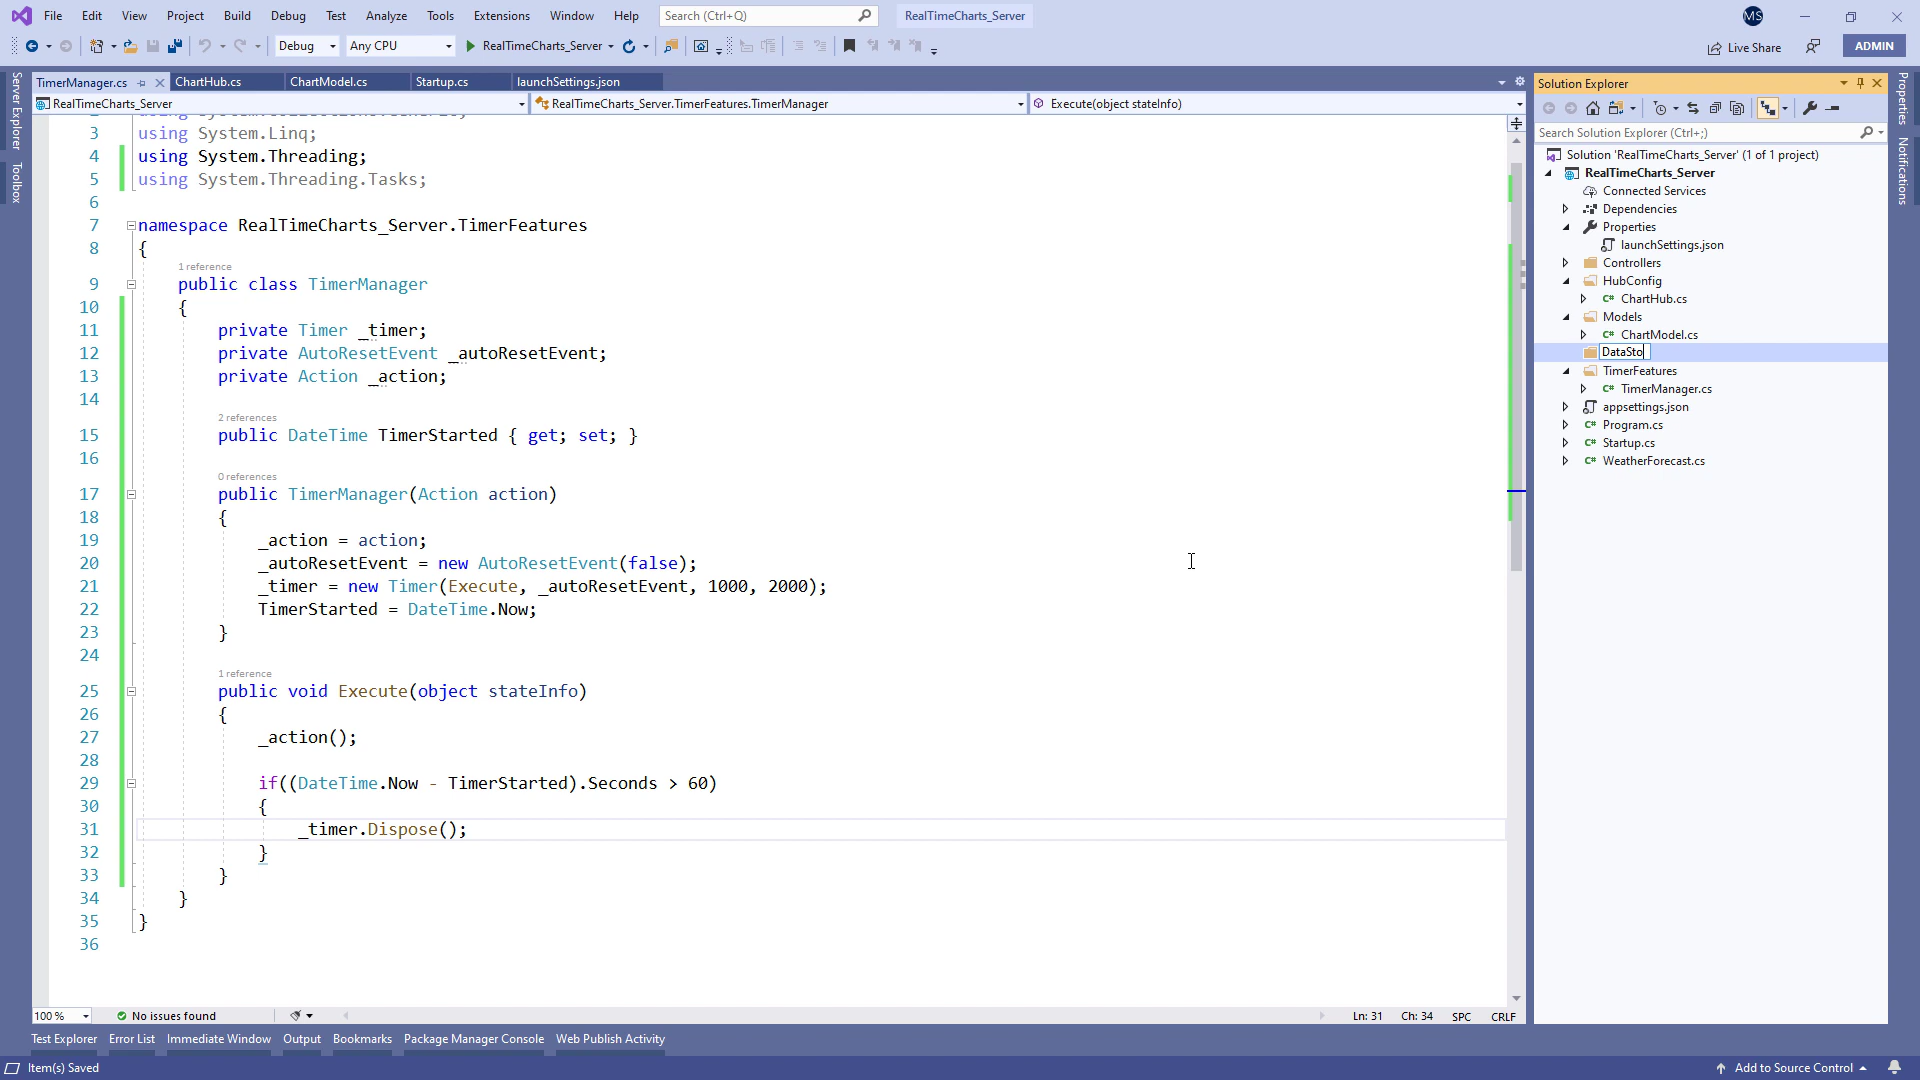 File Edit View Project Build Debug Test Analyze Tools Extensions Window Help Search (Ctrl+Q) RealTimeCharts_Server MS
Debug Any CPU RealTimeCharts_Server Live Share ADMIN
Server Explorer
Toolbox
TimerManager.cs ChartHub.cs ChartModel.cs Startup.cs launchSettings.json
RealTimeCharts_Server RealTimeCharts_Server.TimerFeatures.TimerManager Execute(object stateInfo)
3 using System.Linq;
4 using System.Threading;
5 using System.Threading.Tasks;
6
7 namespace RealTimeCharts_Server.TimerFeatures
8 {
1 reference
9 public class TimerManager
10 {
11 private Timer _timer;
12 private AutoResetEvent _autoResetEvent;
13 private Action _action;
14
2 references
15 public DateTime TimerStarted { get; set; }
16
0 references
17 public TimerManager(Action action)
18 {
19 _action = action;
20 _autoResetEvent = new AutoResetEvent(false);
21 _timer = new Timer(Execute, _autoResetEvent, 1000, 2000);
22 TimerStarted = DateTime.Now;
23 }
24
1 reference
25 public void Execute(object stateInfo)
26 {
27 _action();
28
29 if((DateTime.Now - TimerStarted).Seconds > 60)
30 {
31 _timer.Dispose();
32 }
33 }
34 }
35 }
36
100 % No issues found Ln: 31 Ch: 34 SPC CRLF
Test Explorer Error List Immediate Window Output Bookmarks Package Manager Console Web Publish Activity
Item(s) Saved Add to Source Control
Solution Explorer
Search Solution Explorer (Ctrl+;)
Solution 'RealTimeCharts_Server' (1 of 1 project)
RealTimeCharts_Server
Connected Services
Dependencies
Properties
launchSettings.json
Controllers
HubConfig
C# ChartHub.cs
Models
C# ChartModel.cs
DataSto
TimerFeatures
C# TimerManager.cs
appsettings.json
C# Program.cs
C# Startup.cs
C# WeatherForecast.cs
Properties
Notifications